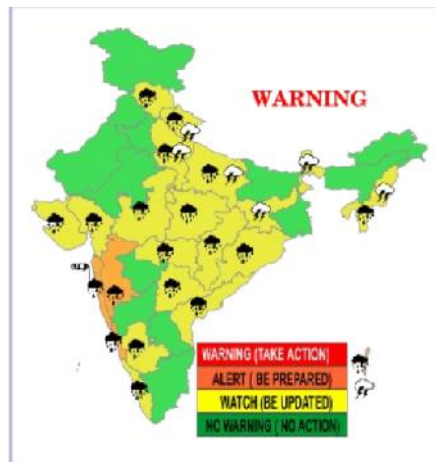 WARNING
WARNING (TAKE ACTION)
ALERT ( BE PREPARED)
WATCH (BE UPDATED)
NO WARNING ( NO ACTION)